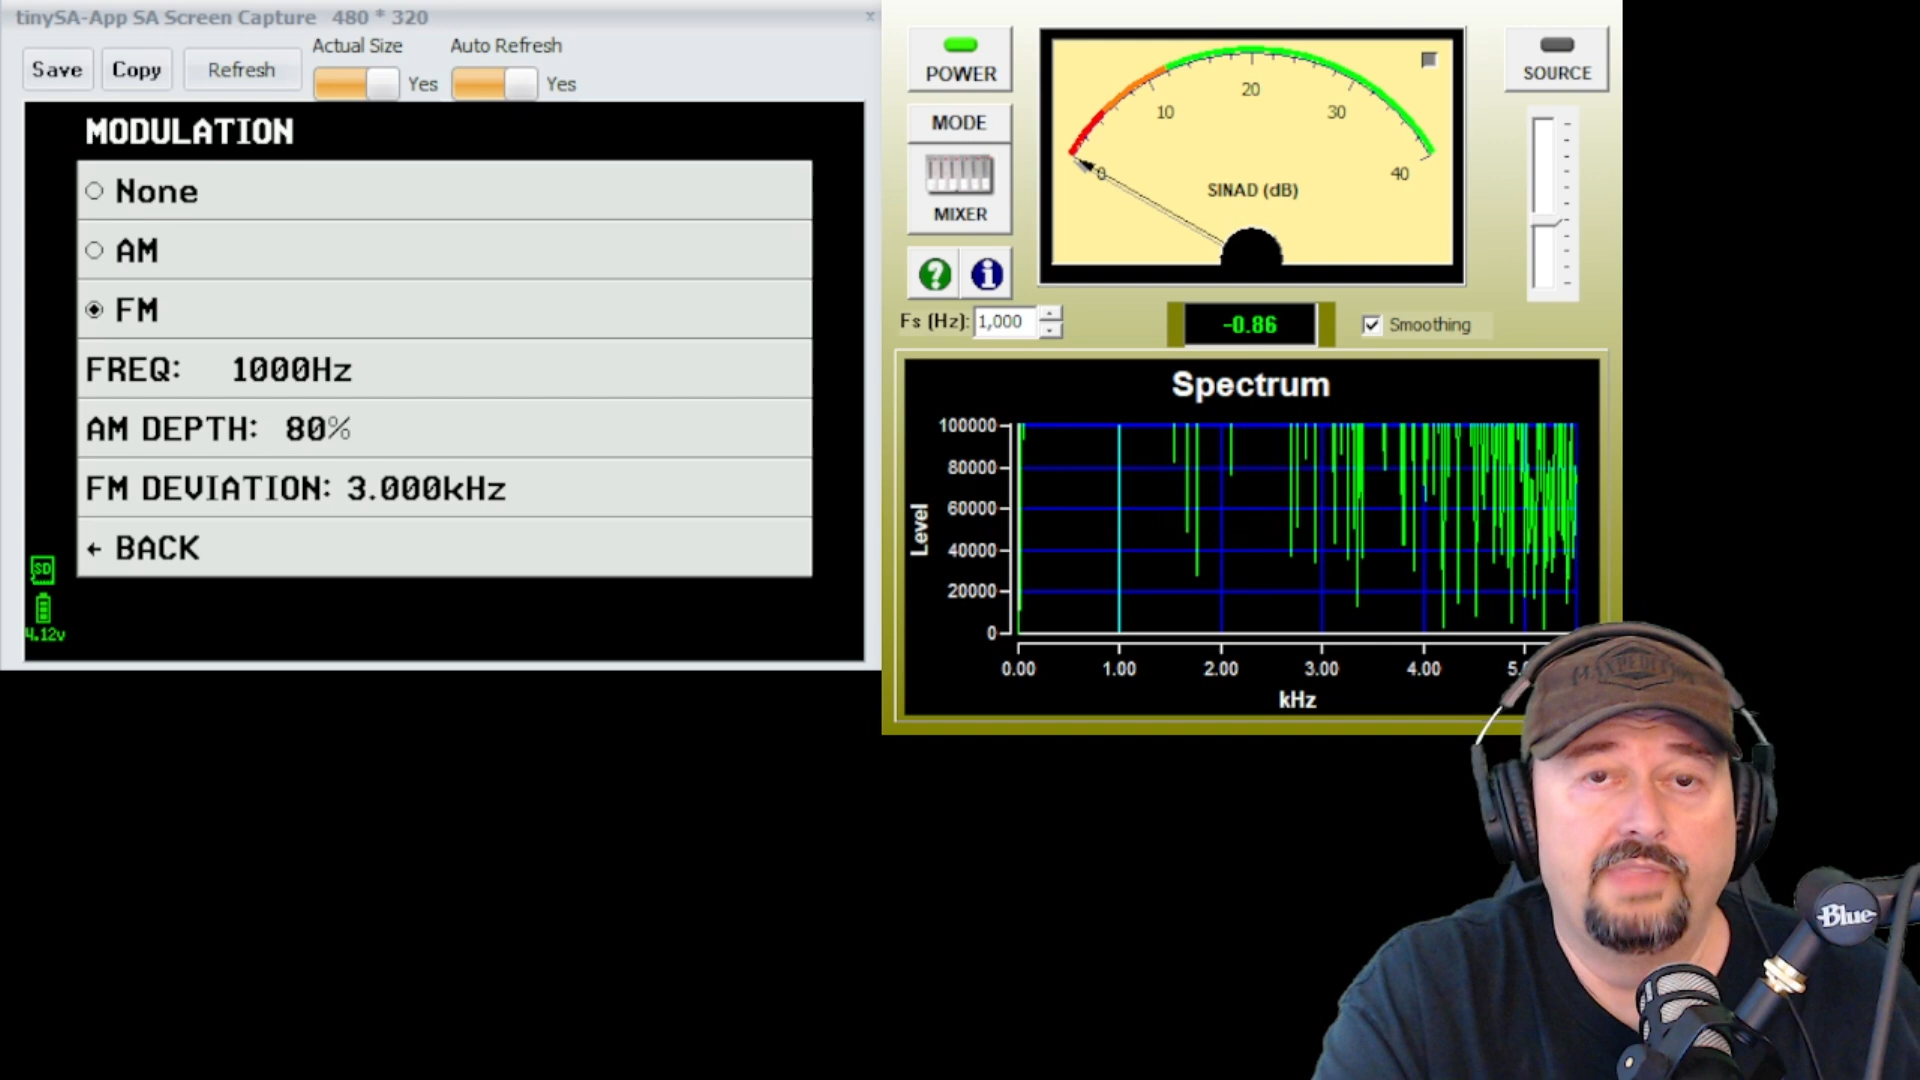 tinySA-App SA Screen Capture 480 * 320
x
Save Copy Refresh
Actual Size Yes
Auto Refresh Yes
MODULATION
None
AM
FM
FREQ: 1000Hz
AM DEPTH: 80%
FM DEVIATION: 3.000kHz
← BACK
SD
4.12v
POWER
MODE
MIXER
?
i
0 10 20 30 40
SINAD (dB)
SOURCE
Fs (Hz): 1,000
-0.86
Smoothing
Spectrum
Level
100000
80000
60000
40000
20000
0
0.00 1.00 2.00 3.00 4.00
kHz
MAXPEDITION
Blue